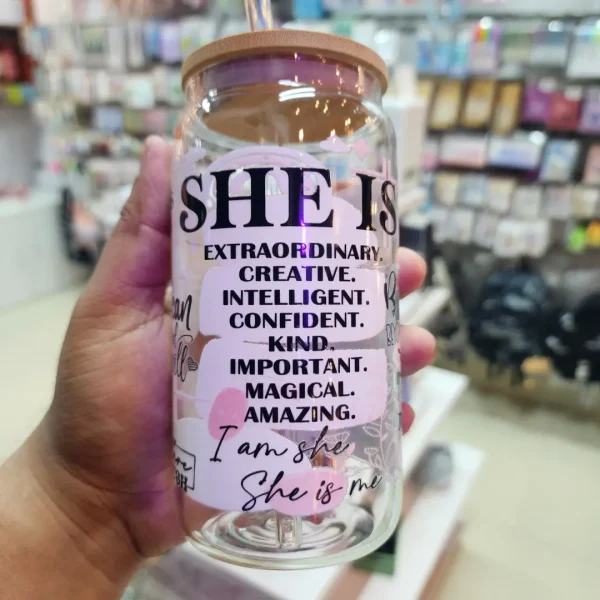 SHE IS
EXTRAORDINARY.
CREATIVE.
INTELLIGENT.
CONFIDENT.
KIND.
IMPORTANT.
MAGICAL.
AMAZING.
I am she
She is me